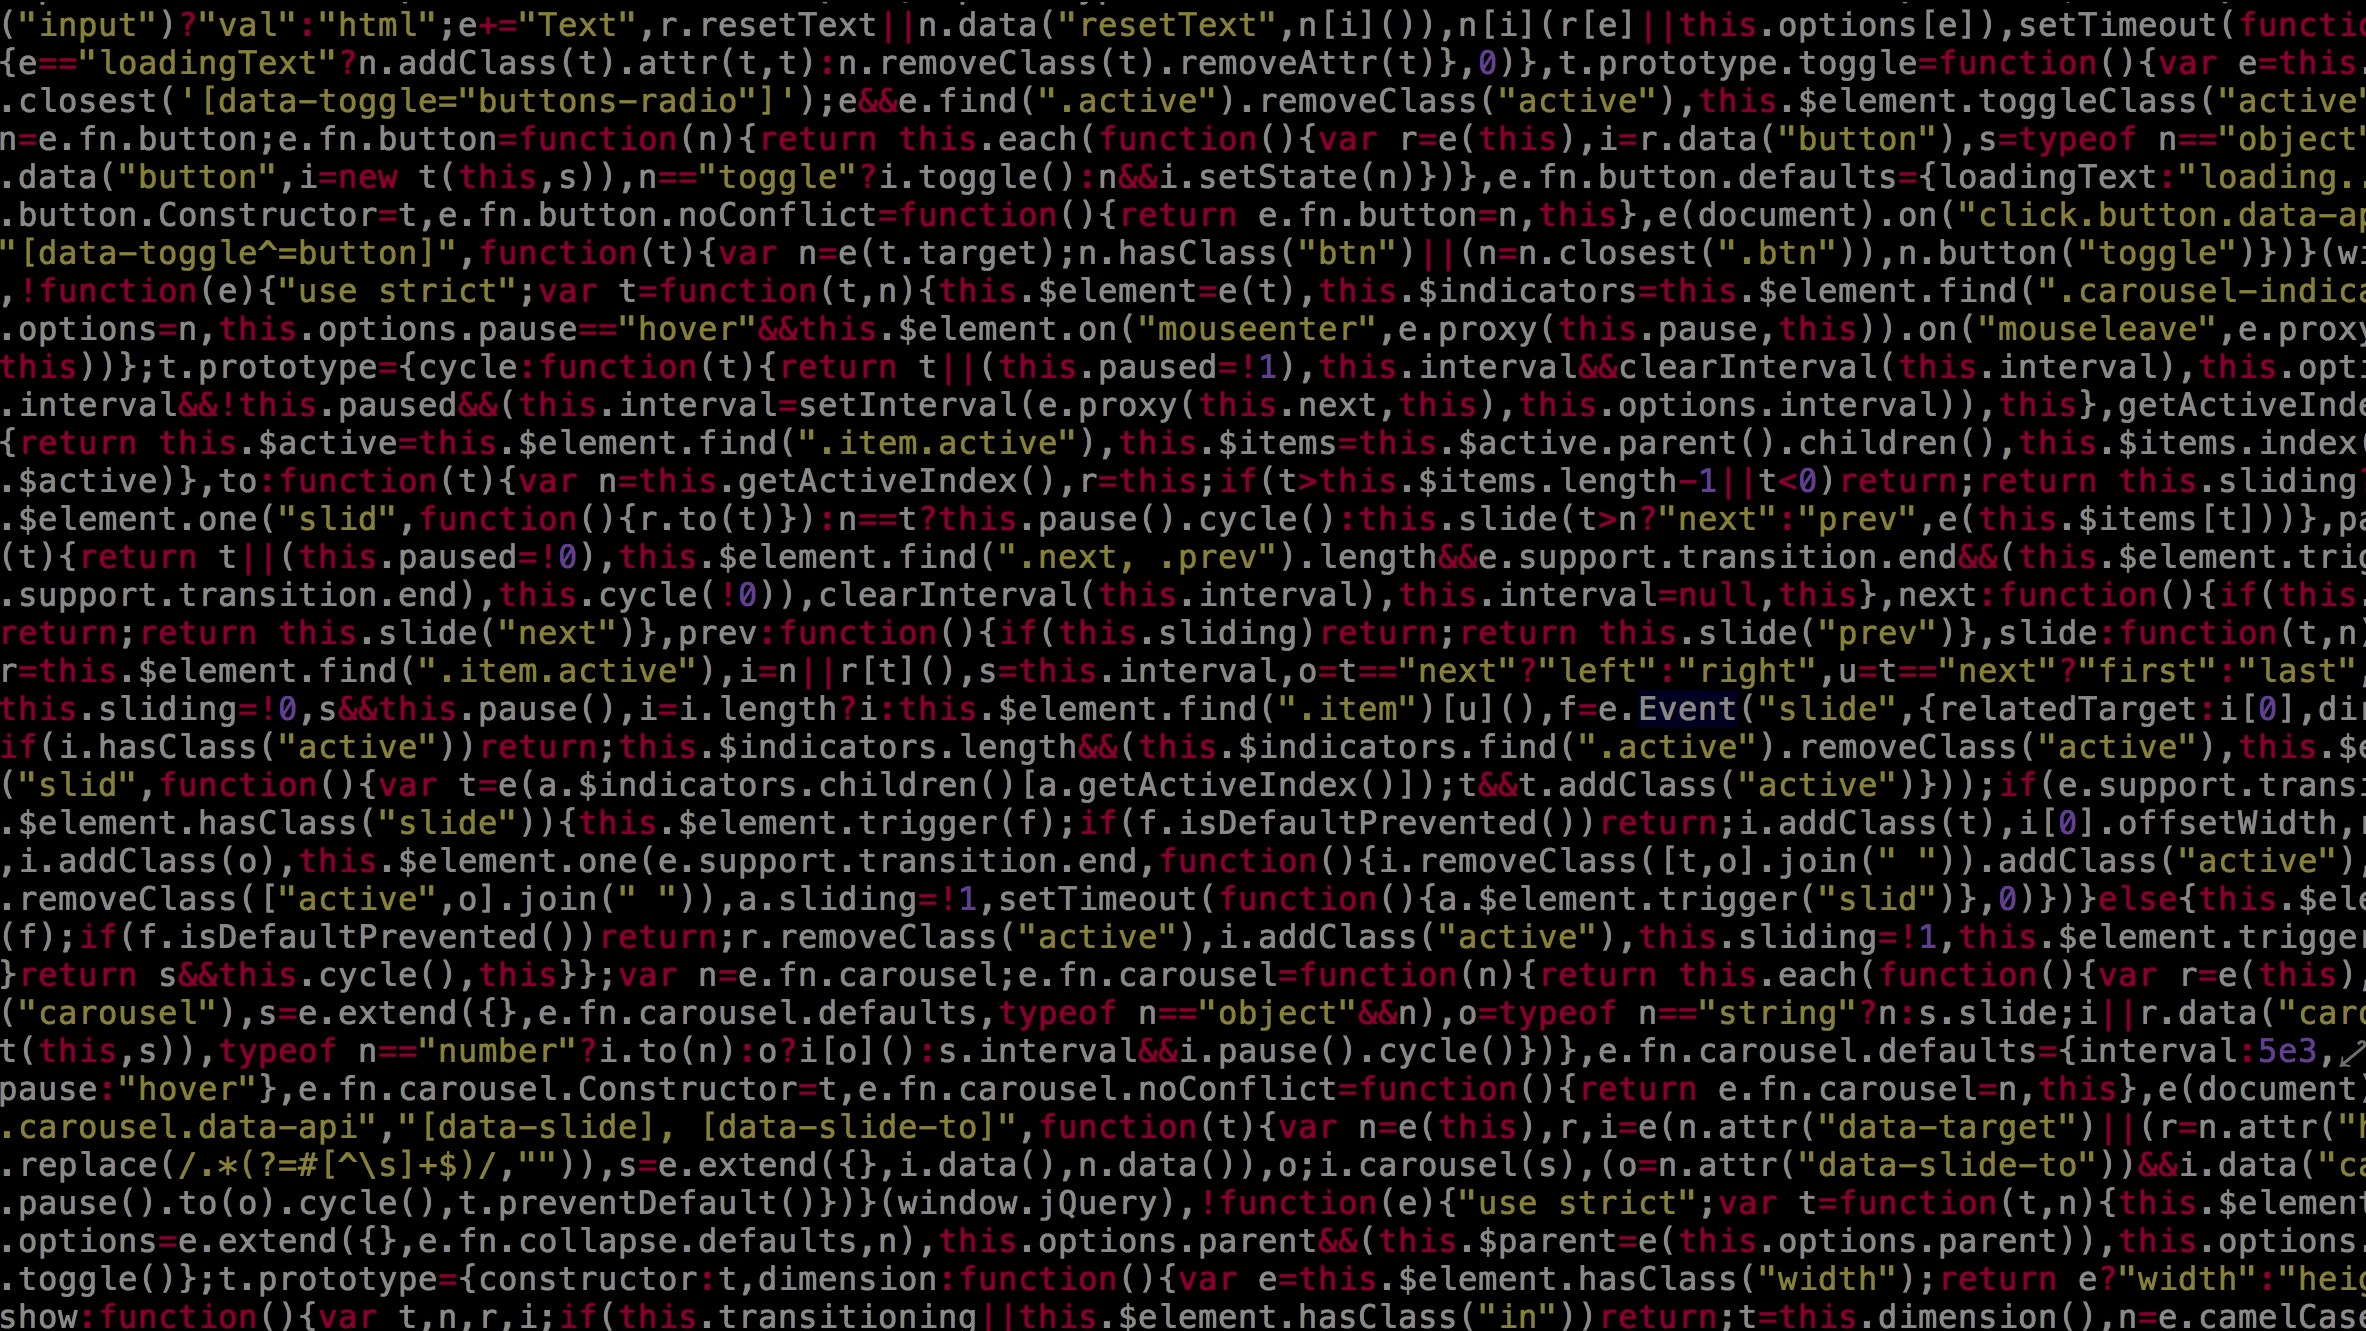 ("input")?"val":"html";e+="Text",r.resetText||n.data("resetText",n[i]()),n[i](r[e]||this.options[e]),setTimeout(functio
{e=="loadingText"?n.addClass(t).attr(t,t):n.removeClass(t).removeAttr(t)},0)},t.prototype.toggle=function(){var e=this.
.closest('[data-toggle="buttons-radio"]');e&&e.find(".active").removeClass("active"),this.$element.toggleClass("active"
n=e.fn.button;e.fn.button=function(n){return this.each(function(){var r=e(this),i=r.data("button"),s=typeof n=="object"
.data("button",i=new t(this,s)),n=="toggle"?i.toggle():n&&i.setState(n)})},e.fn.button.defaults={loadingText:"loading..
.button.Constructor=t,e.fn.button.noConflict=function(){return e.fn.button=n,this},e(document).on("click.button.data-ap
"[data-toggle^=button]",function(t){var n=e(t.target);n.hasClass("btn")||(n=n.closest(".btn")),n.button("toggle")})}(wi
,!function(e){"use strict";var t=function(t,n){this.$element=e(t),this.$indicators=this.$element.find(".carousel-indica
.options=n,this.options.pause=="hover"&&this.$element.on("mouseenter",e.proxy(this.pause,this)).on("mouseleave",e.proxy
this))};t.prototype={cycle:function(t){return t||(this.paused=!1),this.interval&&clearInterval(this.interval),this.opti
.interval&&!this.paused&&(this.interval=setInterval(e.proxy(this.next,this),this.options.interval)),this},getActiveInde
{return this.$active=this.$element.find(".item.active"),this.$items=this.$active.parent().children(),this.$items.index(
.$active)},to:function(t){var n=this.getActiveIndex(),r=this;if(t>this.$items.length-1||t<0)return;return this.sliding?
.$element.one("slid",function(){r.to(t)}):n==t?this.pause().cycle():this.slide(t>n?"next":"prev",e(this.$items[t]))},pa
(t){return t||(this.paused=!0),this.$element.find(".next, .prev").length&&e.support.transition.end&&(this.$element.trig
.support.transition.end),this.cycle(!0)),clearInterval(this.interval),this.interval=null,this},next:function(){if(this.
return;return this.slide("next")},prev:function(){if(this.sliding)return;return this.slide("prev")},slide:function(t,n)
r=this.$element.find(".item.active"),i=n||r[t](),s=this.interval,o=t=="next"?"left":"right",u=t=="next"?"first":"last",
this.sliding=!0,s&&this.pause(),i=i.length?i:this.$element.find(".item")[u](),f=e.Event("slide",{relatedTarget:i[0],dir
if(i.hasClass("active"))return;this.$indicators.length&&(this.$indicators.find(".active").removeClass("active"),this.$e
("slid",function(){var t=e(a.$indicators.children()[a.getActiveIndex()]);t&&t.addClass("active")}));if(e.support.transi
.$element.hasClass("slide")){this.$element.trigger(f);if(f.isDefaultPrevented())return;i.addClass(t),i[0].offsetWidth,r
,i.addClass(o),this.$element.one(e.support.transition.end,function(){i.removeClass([t,o].join(" ")).addClass("active"),
.removeClass(["active",o].join(" ")),a.sliding=!1,setTimeout(function(){a.$element.trigger("slid")},0)})}else{this.$ele
(f);if(f.isDefaultPrevented())return;r.removeClass("active"),i.addClass("active"),this.sliding=!1,this.$element.trigger
}return s&&this.cycle(),this}};var n=e.fn.carousel;e.fn.carousel=function(n){return this.each(function(){var r=e(this),
("carousel"),s=e.extend({},e.fn.carousel.defaults,typeof n=="object"&&n),o=typeof n=="string"?n:s.slide;i||r.data("caro
t(this,s)),typeof n=="number"?i.to(n):o?i[o]():s.interval&&i.pause().cycle()})},e.fn.carousel.defaults={interval:5e3,
pause:"hover"},e.fn.carousel.Constructor=t,e.fn.carousel.noConflict=function(){return e.fn.carousel=n,this},e(document)
.carousel.data-api","[data-slide], [data-slide-to]",function(t){var n=e(this),r,i=e(n.attr("data-target")||(r=n.attr("h
.replace(/.*(?=#[^\s]+$)/,"")),s=e.extend({},i.data(),n.data()),o;i.carousel(s),(o=n.attr("data-slide-to"))&&i.data("ca
.pause().to(o).cycle(),t.preventDefault()})}(window.jQuery),!function(e){"use strict";var t=function(t,n){this.$element
.options=e.extend({},e.fn.collapse.defaults,n),this.options.parent&&(this.$parent=e(this.options.parent)),this.options.
.toggle()};t.prototype={constructor:t,dimension:function(){var e=this.$element.hasClass("width");return e?"width":"heig
show:function(){var t,n,r,i;if(this.transitioning||this.$element.hasClass("in"))return;t=this.dimension(),n=e.camelCase